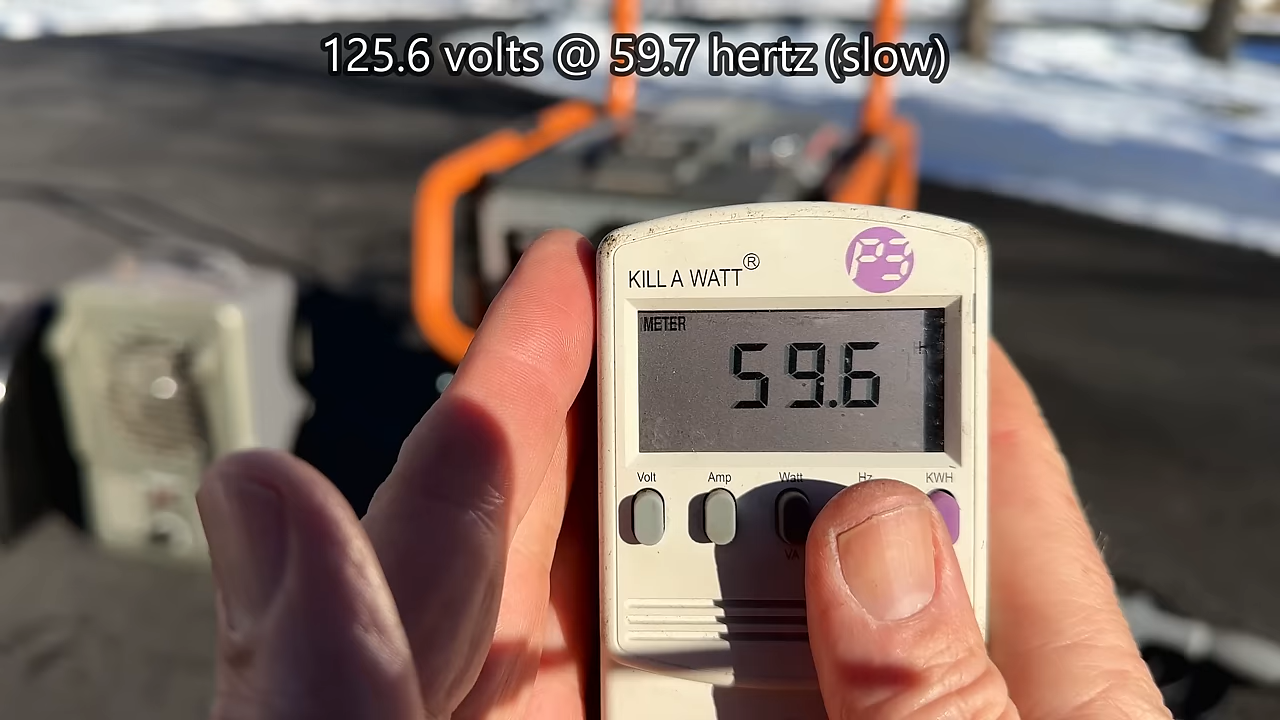 125.6 volts @ 59.7 hertz (slow)
KILL A WATT® P3
METER
59.6
Volt Amp Watt Hz KWH
VA